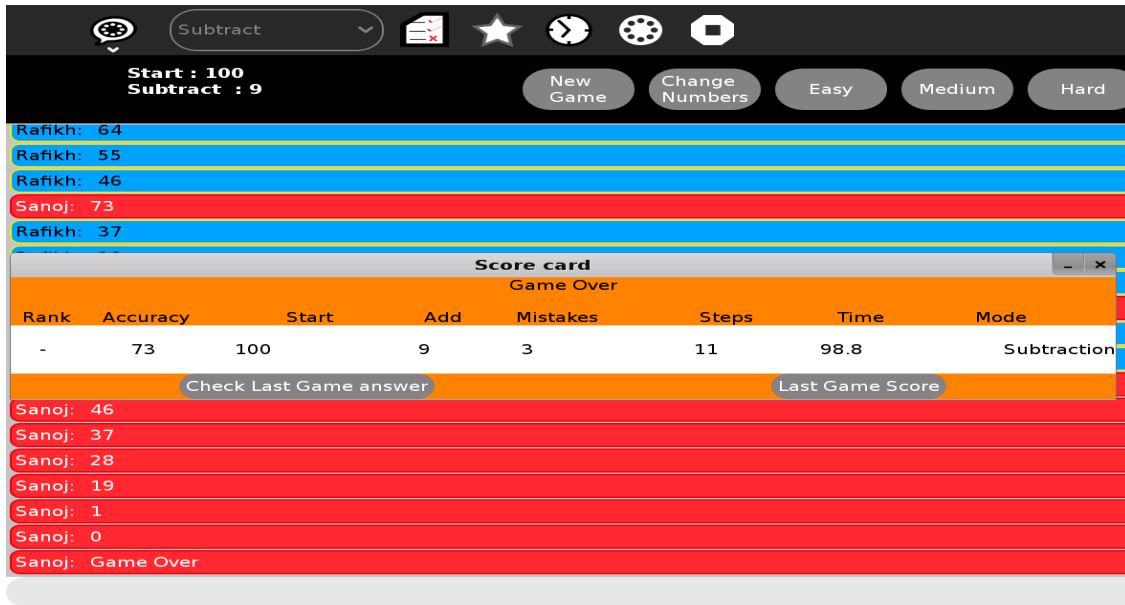 Subtract
Start : 100
Subtract : 9
New Game
Change Numbers
Easy
Medium
Hard
Rafikh: 64
Rafikh: 55
Rafikh: 46
Sanoj: 73
Rafikh: 37
Score card
Game Over
Rank Accuracy Start Add Mistakes Steps Time Mode
- 73 100 9 3 11 98.8 Subtraction
Check Last Game answer Last Game Score
Sanoj: 46
Sanoj: 37
Sanoj: 28
Sanoj: 19
Sanoj: 1
Sanoj: 0
Sanoj: Game Over